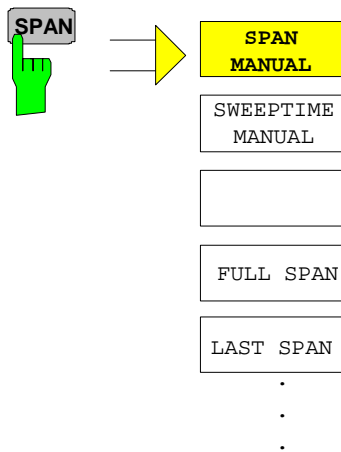 SPAN
SPAN
MANUAL
SWEEPTIME
MANUAL
FULL SPAN
LAST SPAN
.
.
.